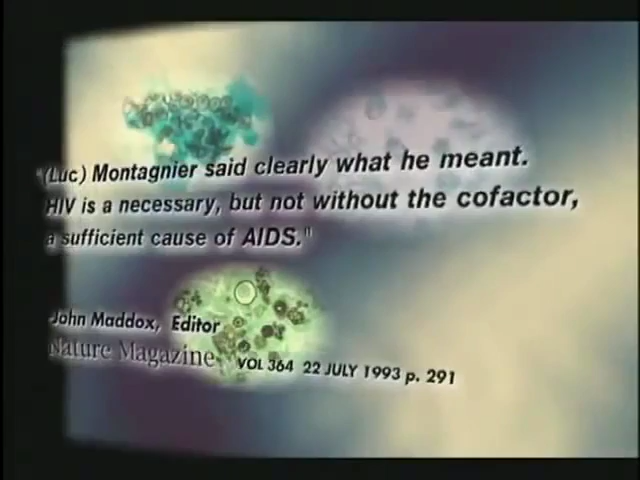 "(Luc) Montagnier said clearly what he meant.
HIV is a necessary, but not without the cofactor,
a sufficient cause of AIDS."
John Maddox, Editor
Nature Magazine VOL 364 22 JULY 1993 p. 291